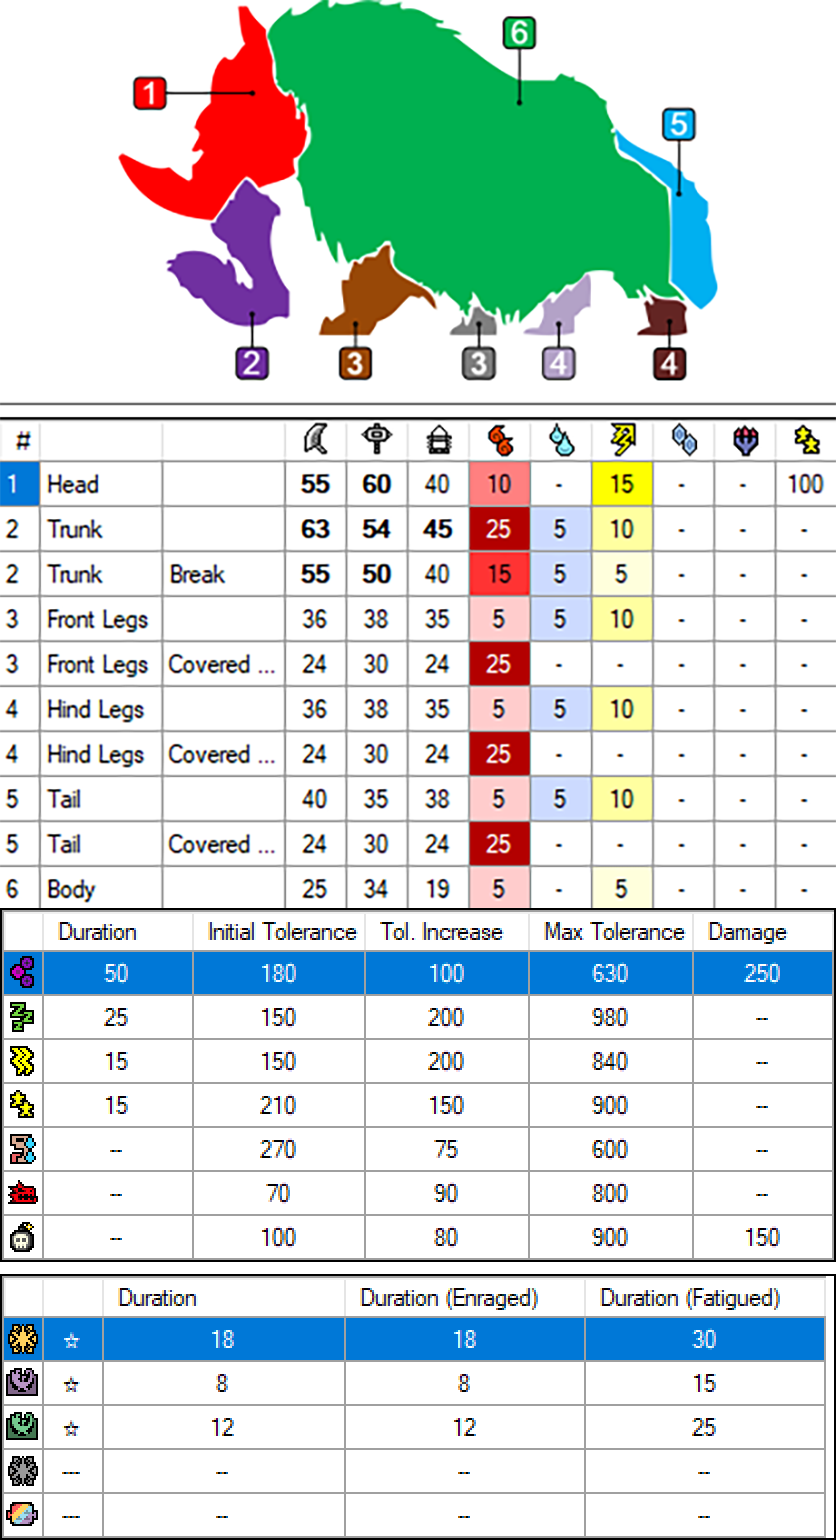 6
1
5
2
3
3
4
4
#
1 Head 55 60 40 10 - 15 - - 100
2 Trunk 63 54 45 25 5 10 - - -
2 Trunk Break 55 50 40 15 5 5 - - -
3 Front Legs 36 38 35 5 5 10 - - -
3 Front Legs Covered ... 24 30 24 25 - - - - -
4 Hind Legs 36 38 35 5 5 10 - - -
4 Hind Legs Covered ... 24 30 24 25 - - - - -
5 Tail 40 35 38 5 5 10 - - -
5 Tail Covered ... 24 30 24 25 - - - - -
6 Body 25 34 19 5 - 5 - - -
Duration Initial Tolerance Tol. Increase Max Tolerance Damage
50 180 100 630 250
25 150 200 980 --
15 150 200 840 --
15 210 150 900 --
-- 270 75 600 --
-- 70 90 800 --
-- 100 80 900 150
Duration Duration (Enraged) Duration (Fatigued)
☆ 18 18 30
☆ 8 8 15
☆ 12 12 25
--- -- -- --
--- -- -- --